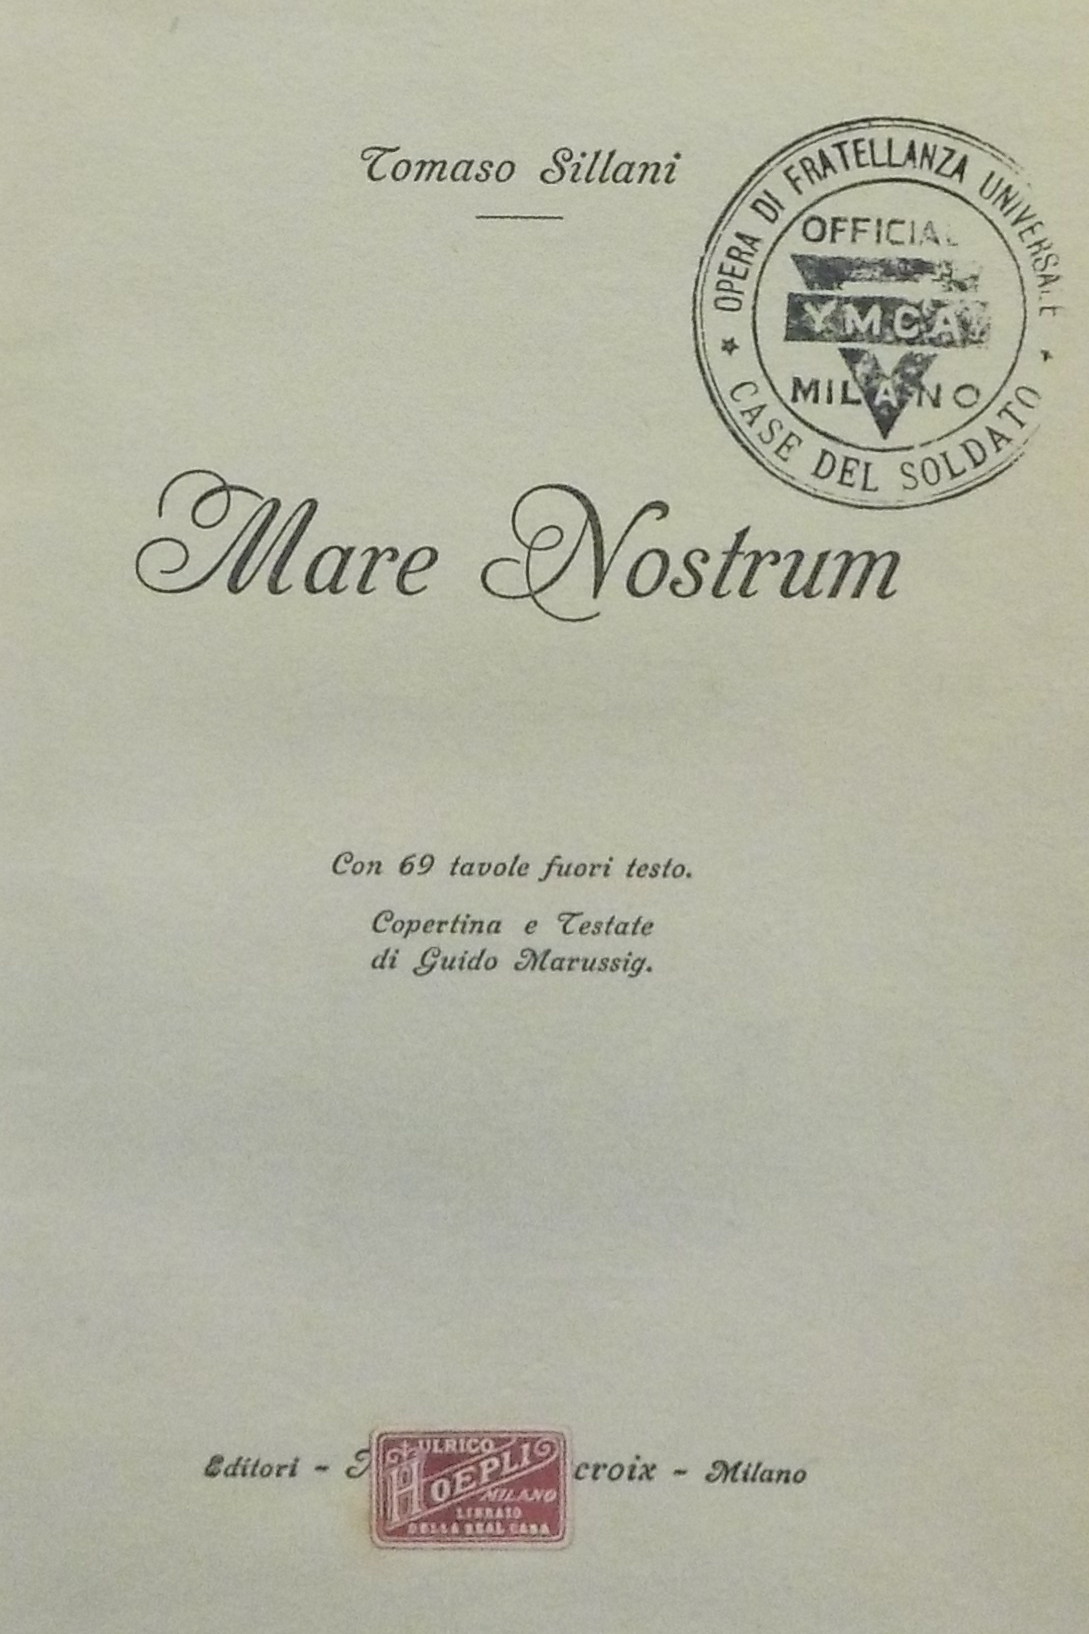 Tomaso Sillani
OPERA DI FRATELLANZA UNIVERSALE
OFFICIAL
YMCA
MILANO
CASE DEL SOLDATO
Mare Nostrum
Con 69 tavole fuori testo.
Copertina e Testate
di Guido Marussig.
Editori - croix - Milano
ULRICO
HOEPLI
MILANO
LIBRAIO
DELLA REAL CASA